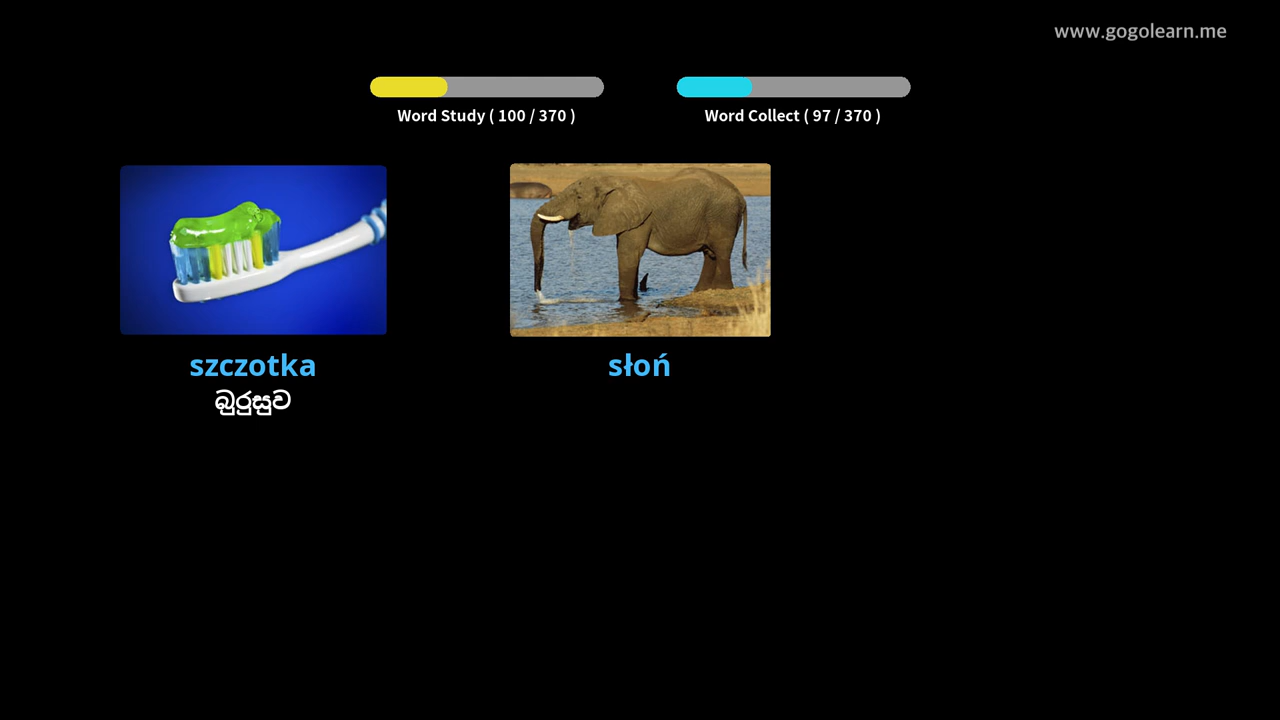 www.gogolearn.me
Word Study ( 100 / 370 )
Word Collect ( 97 / 370 )
szczotka
słoń
බුරුසුව